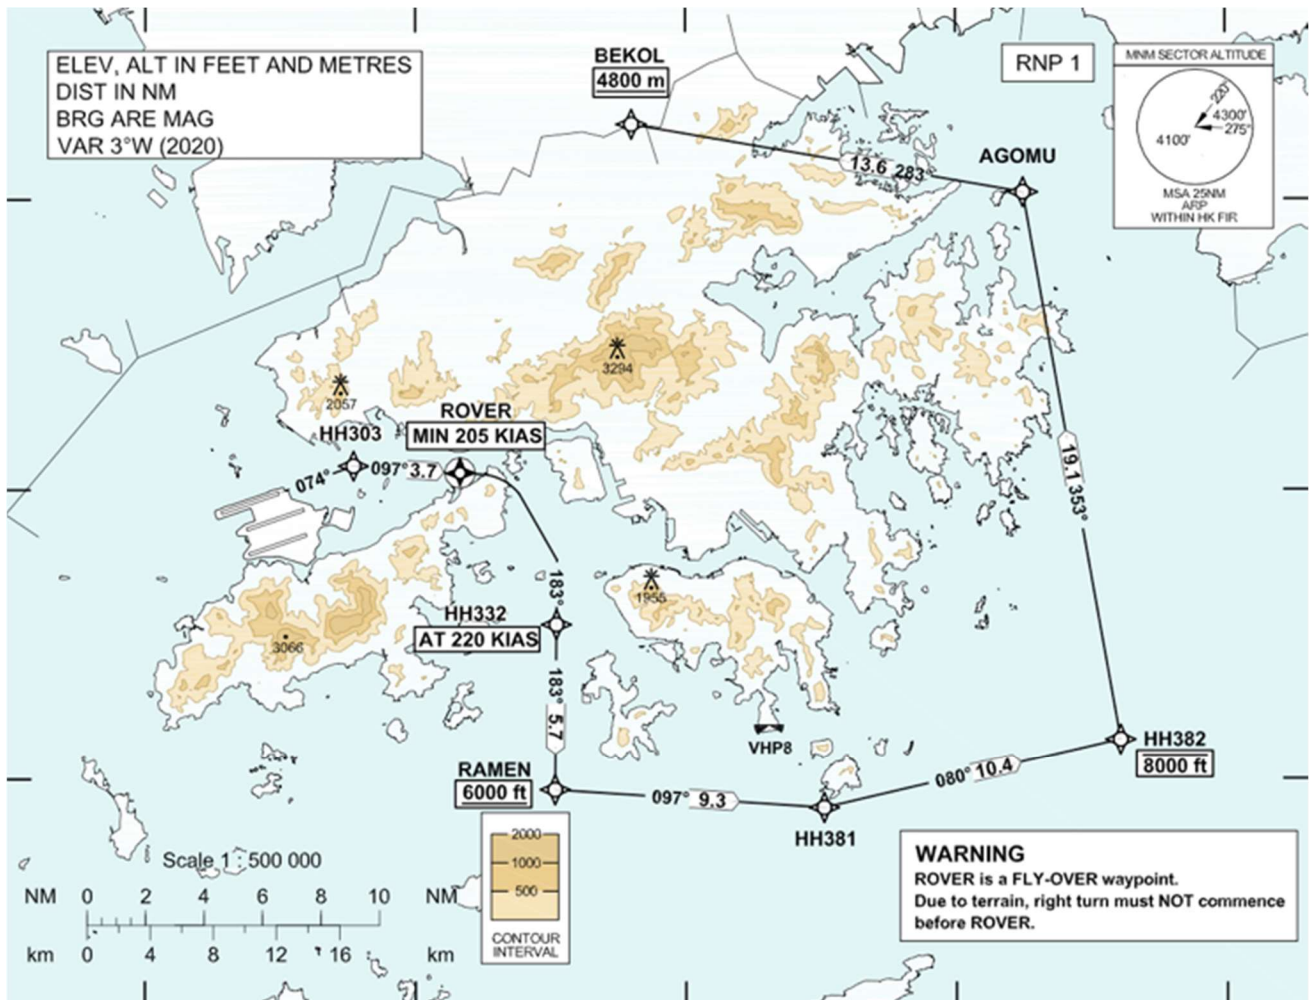 ELEV, ALT IN FEET AND METRES
DIST IN NM
BRG ARE MAG
VAR 3°W (2020)
BEKOL
4800 m
RNP 1
MNM SECTOR ALTITUDE
220°
4300'
275°
4100'
MSA 25NM
ARP
WITHIN HK FIR
13.6 283°
AGOMU
3294
2057
ROVER
MIN 205 KIAS
HH303
074°
097° 3.7
19.1 353°
183°
1955
HH332
AT 220 KIAS
3066
183° 5.7
VHP8
HH382
8000 ft
RAMEN
6000 ft
097° 9.3
080° 10.4
HH381
2000
1000
500
CONTOUR
INTERVAL
Scale 1 : 500 000
NM 0 2 4 6 8 10 NM
km 0 4 8 12 16 km
WARNING
ROVER is a FLY-OVER waypoint.
Due to terrain, right turn must NOT commence
before ROVER.